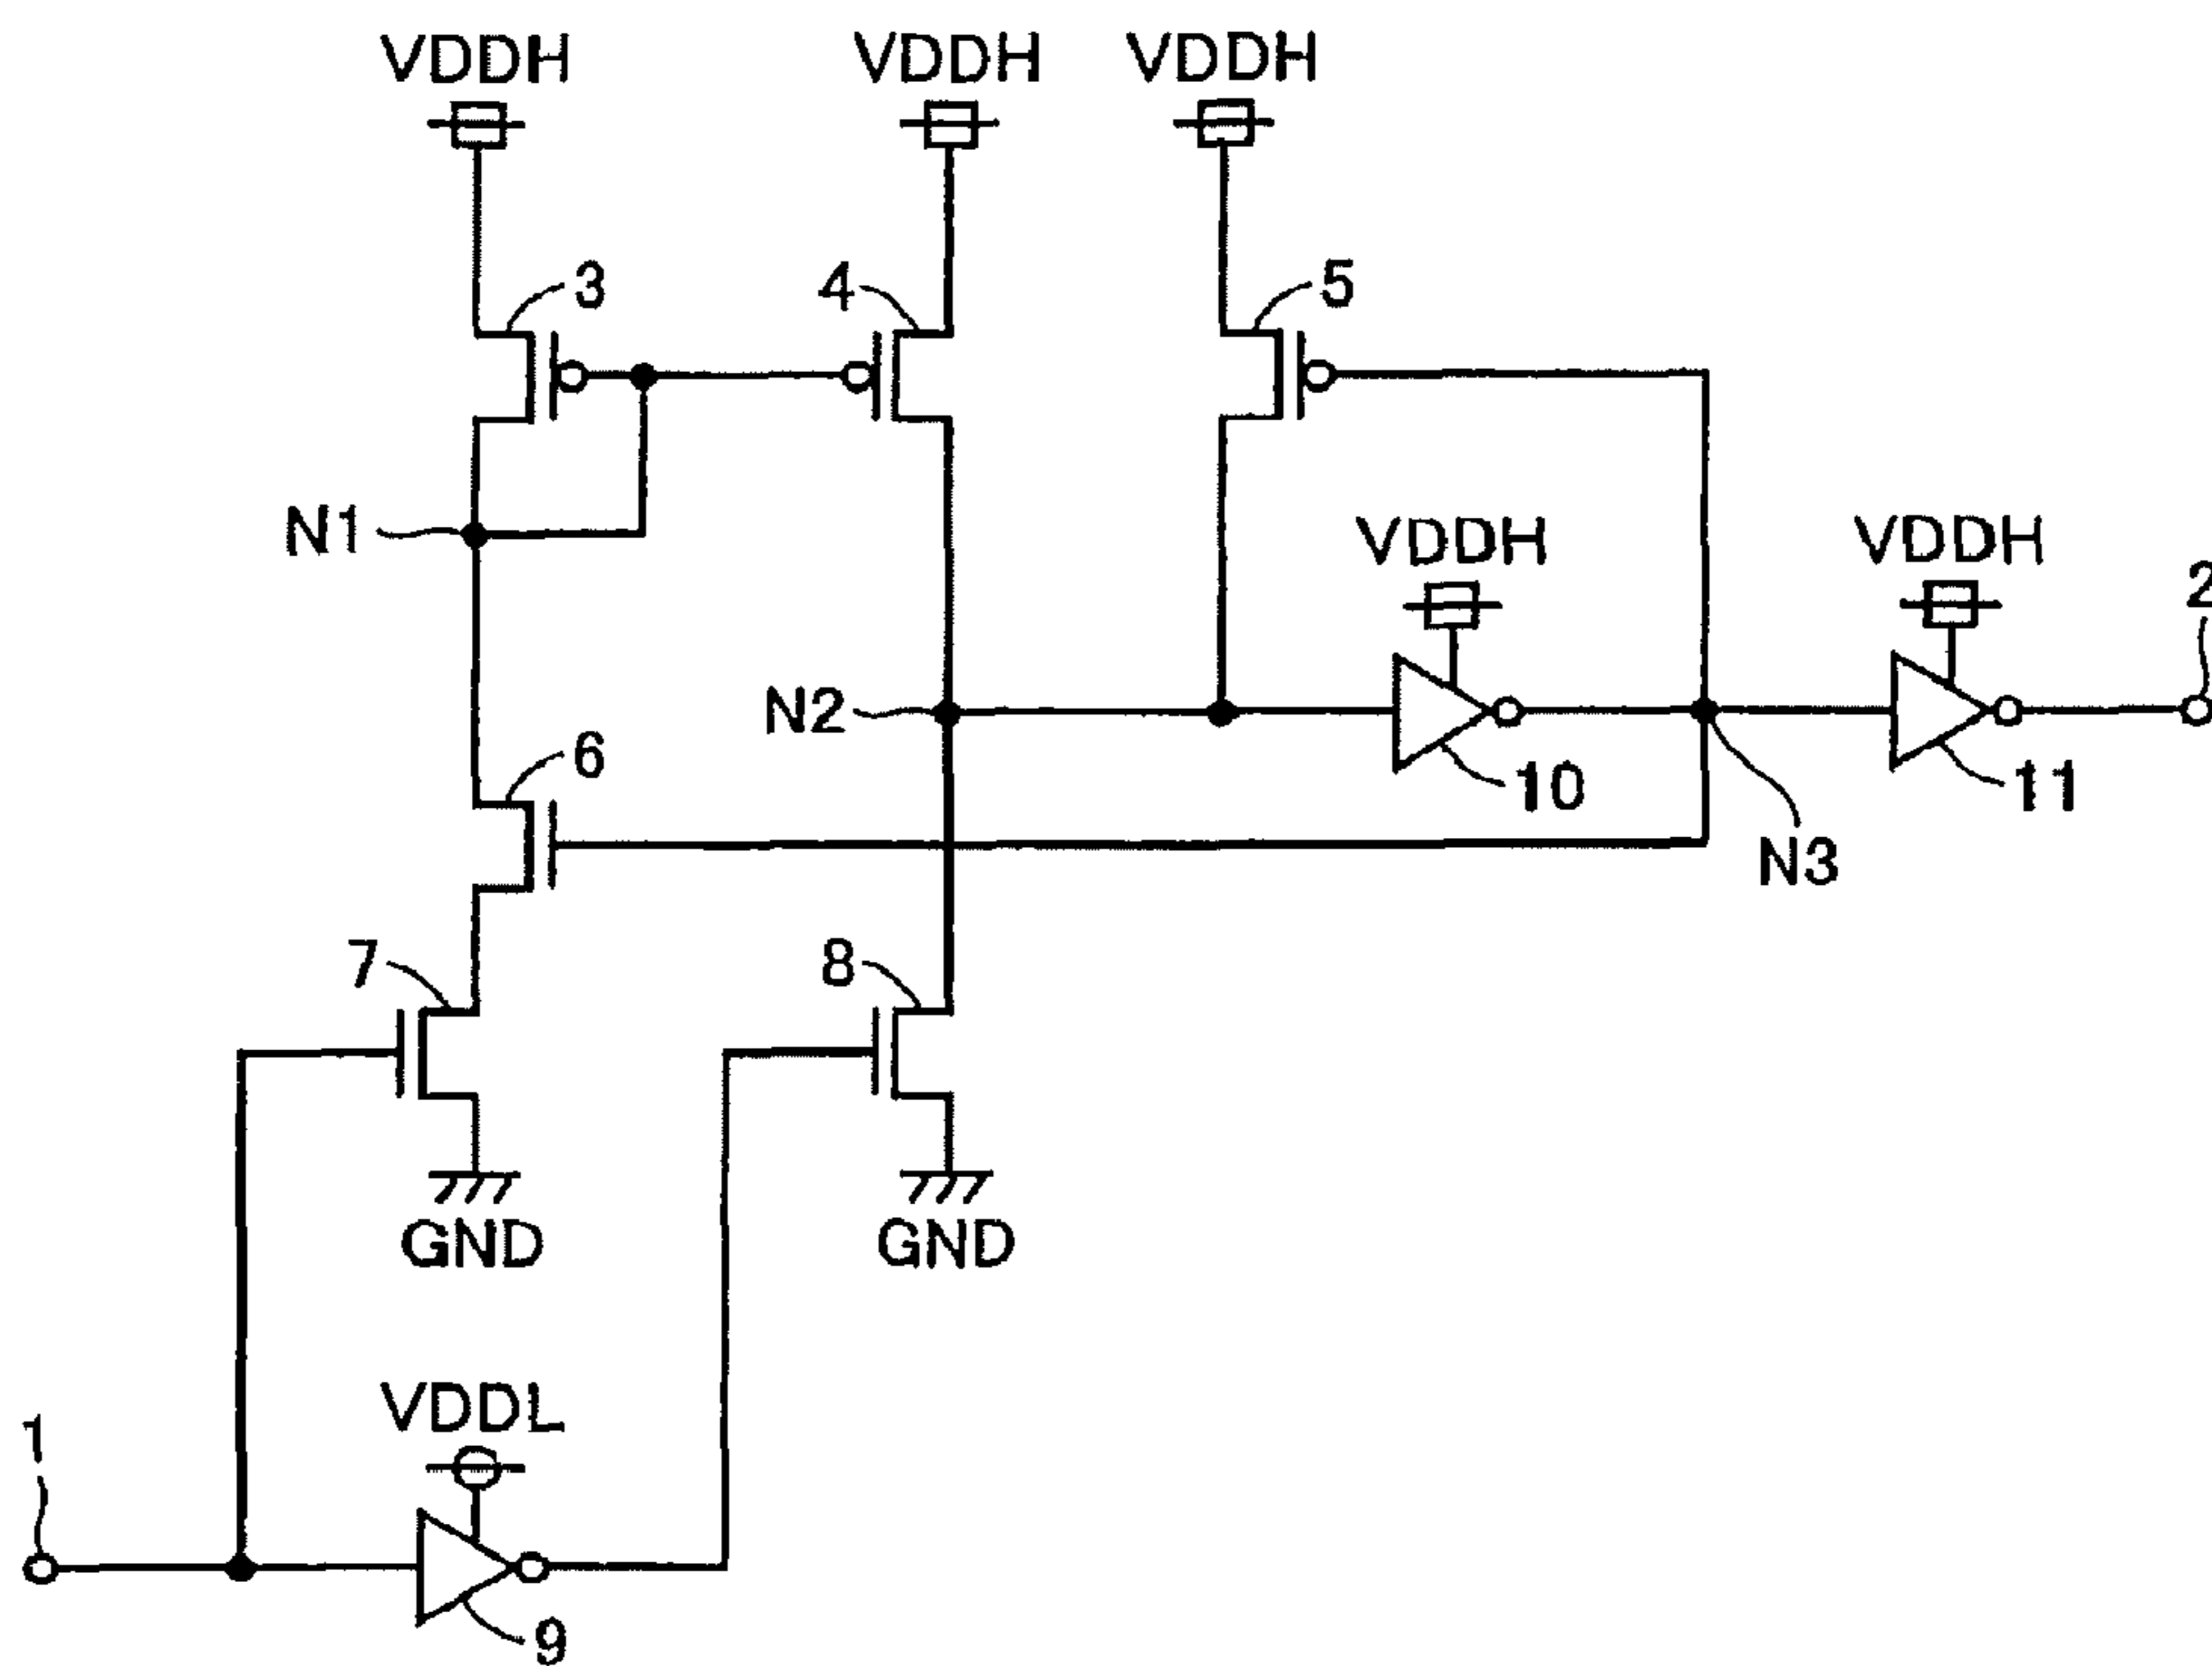 VDDH VDDH VDDH
3 4 5
N1 VDDH VDDH 2
N2
6 10 11
N3
7 8
GND GND
VDDL
1
9